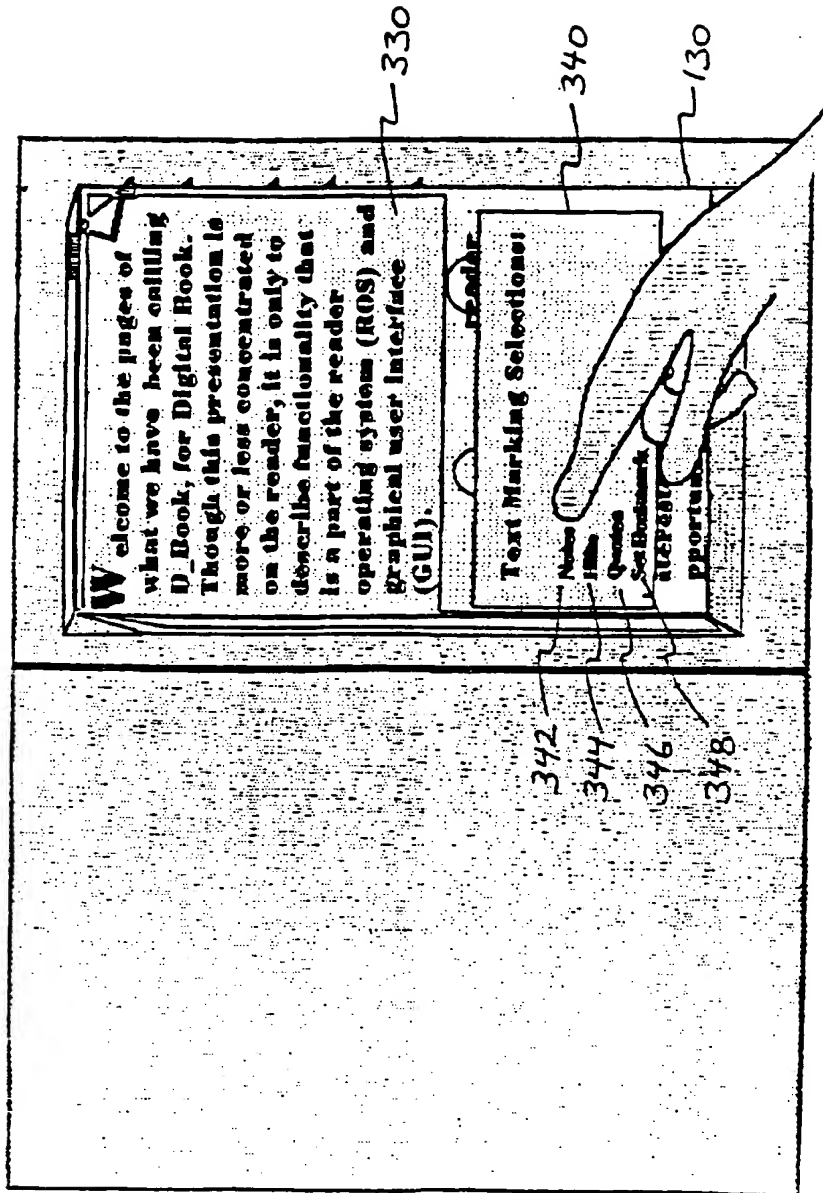 Welcome to the pages of
what we have been calling
D_Book, for Digital Book.
Though this presentation is
more or less concentrated
on the reader, it is only to
describe functionality that
is a part of the reader
operating system (ROS) and
graphical user interface
(GUI).
reader
Text Marking Selections:
Notes
Hilite
Quotes
Set Bookmark
330
340
130
342
344
346
348